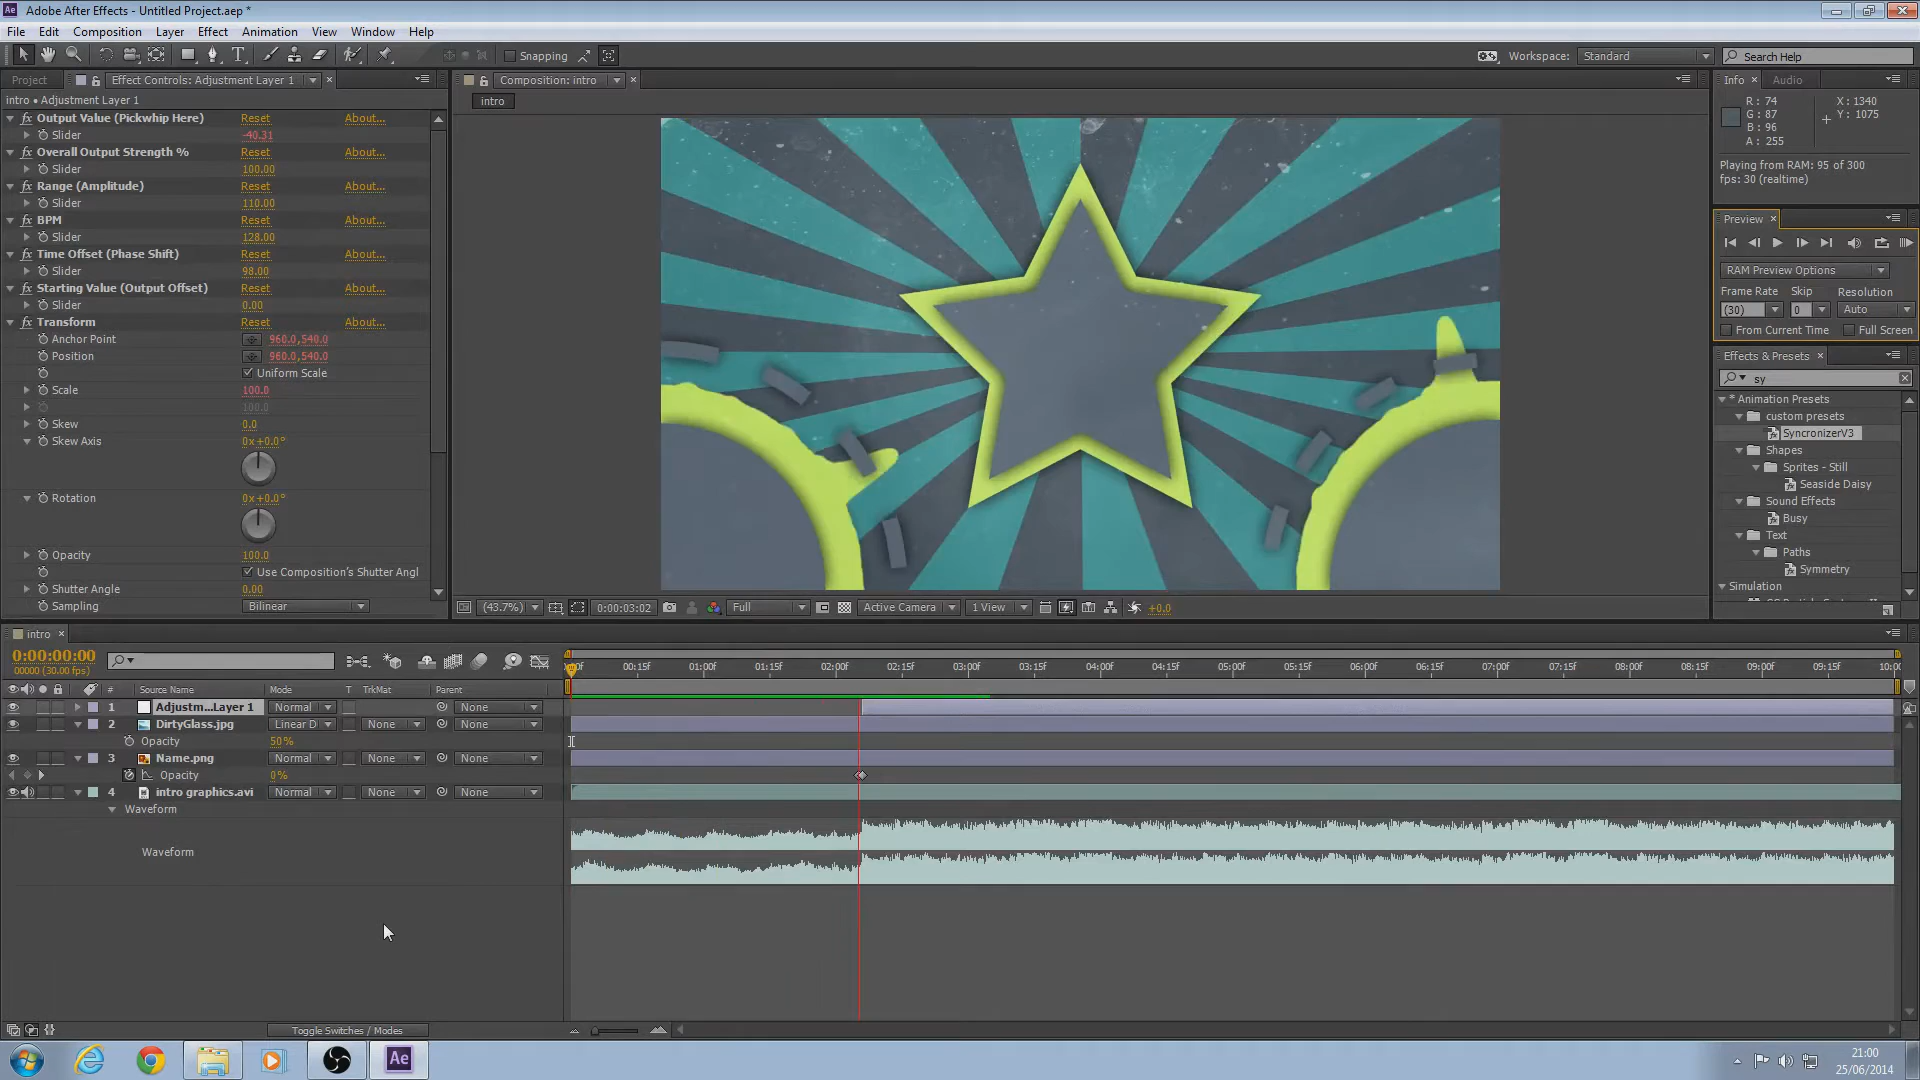 Adobe After Effects - Untitled Project.aep *
File Edit Composition Layer Effect Animation View Window Help
Snapping Workspace: Standard Search Help
Project Effect Controls: Adjustment Layer 1
intro • Adjustment Layer 1
Output Value (Pickwhip Here) Reset About...
Slider -40.31
Overall Output Strength % Reset About...
Slider 100.00
Range (Amplitude) Reset About...
Slider 110.00
BPM Reset About...
Slider 128.00
Time Offset (Phase Shift) Reset About...
Slider 98.00
Starting Value (Output Offset) Reset About...
Slider 0.00
Transform Reset About...
Anchor Point 960.0,540.0
Position 960.0,540.0
Uniform Scale
Scale 100.0
100.0
Skew 0.0
Skew Axis 0x+0.0°
Rotation 0x+0.0°
Opacity 100.0
Use Composition's Shutter Angl
Shutter Angle 0.00
Sampling Bilinear
Composition: intro
intro
(43.7%) 0:00:03:02 Full Active Camera 1 View +0.0
Info Audio
R : 74 X : 1340
G : 87 Y : 1075
B : 96
A : 255
Playing from RAM: 95 of 300
fps: 30 (realtime)
Preview
RAM Preview Options
Frame Rate Skip Resolution
(30) 0 Auto
From Current Time Full Screen
Effects & Presets
sy
* Animation Presets
custom presets
SyncronizerV3
Shapes
Sprites - Still
Seaside Daisy
Sound Effects
Busy
Text
Paths
Symmetry
Simulation
intro
0:00:00:00
00000 (30.00 fps)
00:15f 01:00f 01:15f 02:00f 02:15f 03:00f 03:15f 04:00f 04:15f 05:00f 05:15f 06:00f 06:15f 07:00f 07:15f 08:00f 08:15f 09:00f 09:15f 10:00
# Source Name Mode T TrkMat Parent
1 Adjustm...Layer 1 Normal None
2 DirtyGlass.jpg Linear D None None
Opacity 50%
3 Name.png Normal None None
Opacity 0%
4 intro graphics.avi Normal None None
Waveform
Waveform
Toggle Switches / Modes
Ae
21:00
25/06/2014